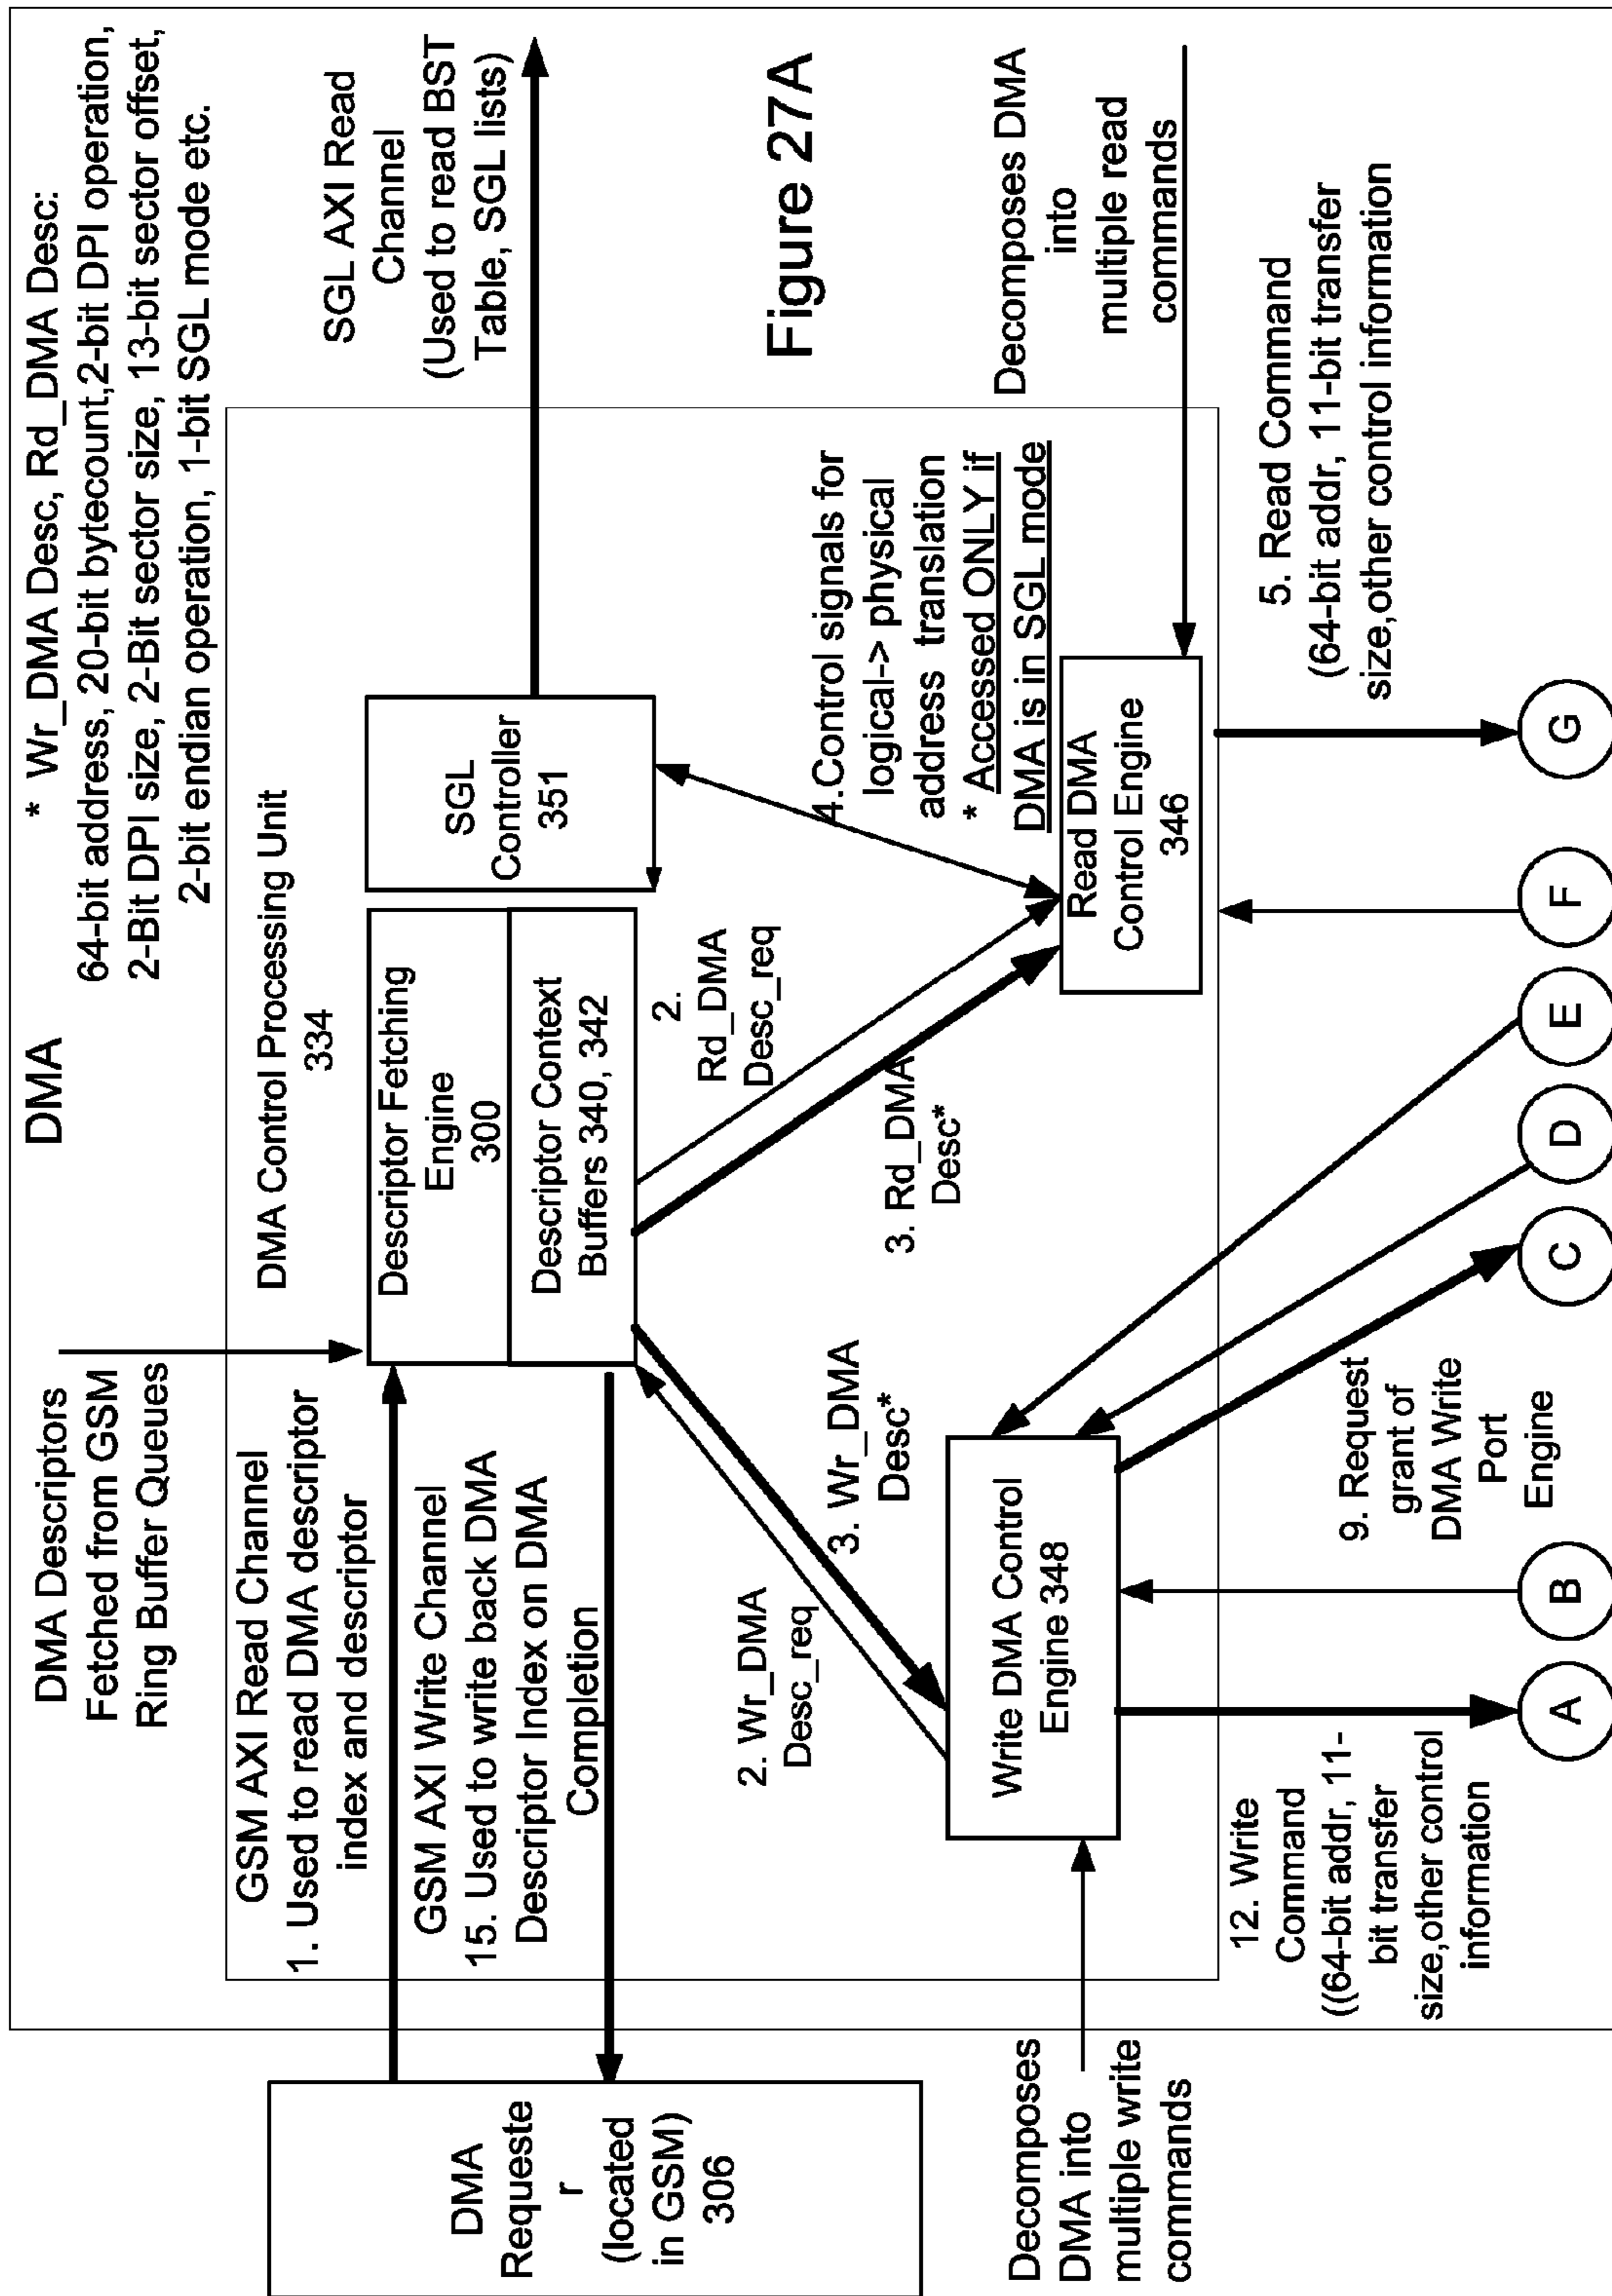 DMA
* Wr_DMA Desc, Rd_DMA Desc:
64-bit address, 20-bit bytecount,2-bit DPI operation,
2-Bit DPI size, 2-Bit sector size, 13-bit sector offset,
2-bit endian operation, 1-bit SGL mode etc.
DMA Descriptors
Fetched from GSM
Ring Buffer Queues
DMA Control Processing Unit
334
GSM AXI Read Channel
1. Used to read DMA descriptor
index and descriptor
GSM AXI Write Channel
15. Used to write back DMA
Descriptor Index on DMA
Completion
DMA
Requeste
r
(located
in GSM)
306
Descriptor Fetching
Engine
300
Descriptor Context
Buffers 340, 342
SGL
Controller
351
SGL AXI Read
Channel
(Used to read BST
Table, SGL lists)
Figure 27A
2. Wr_DMA
Desc_req
3. Wr_DMA
Desc*
2.
Rd_DMA
Desc_req
3. Rd_DMA
Desc*
4.Control signals for
logical-> physical
address translation
* Accessed ONLY if
DMA is in SGL mode
Decomposes
DMA into
multiple write
commands
Write DMA Control
Engine 348
Read DMA
Control Engine
346
Decomposes DMA
into
multiple read
commands
12. Write
Command
((64-bit addr, 11-
bit transfer
size,other control
information
9. Request
grant of
DMA Write
Port
Engine
5. Read Command
(64-bit addr, 11-bit transfer
size,other control information
A
B
C
D
E
F
G